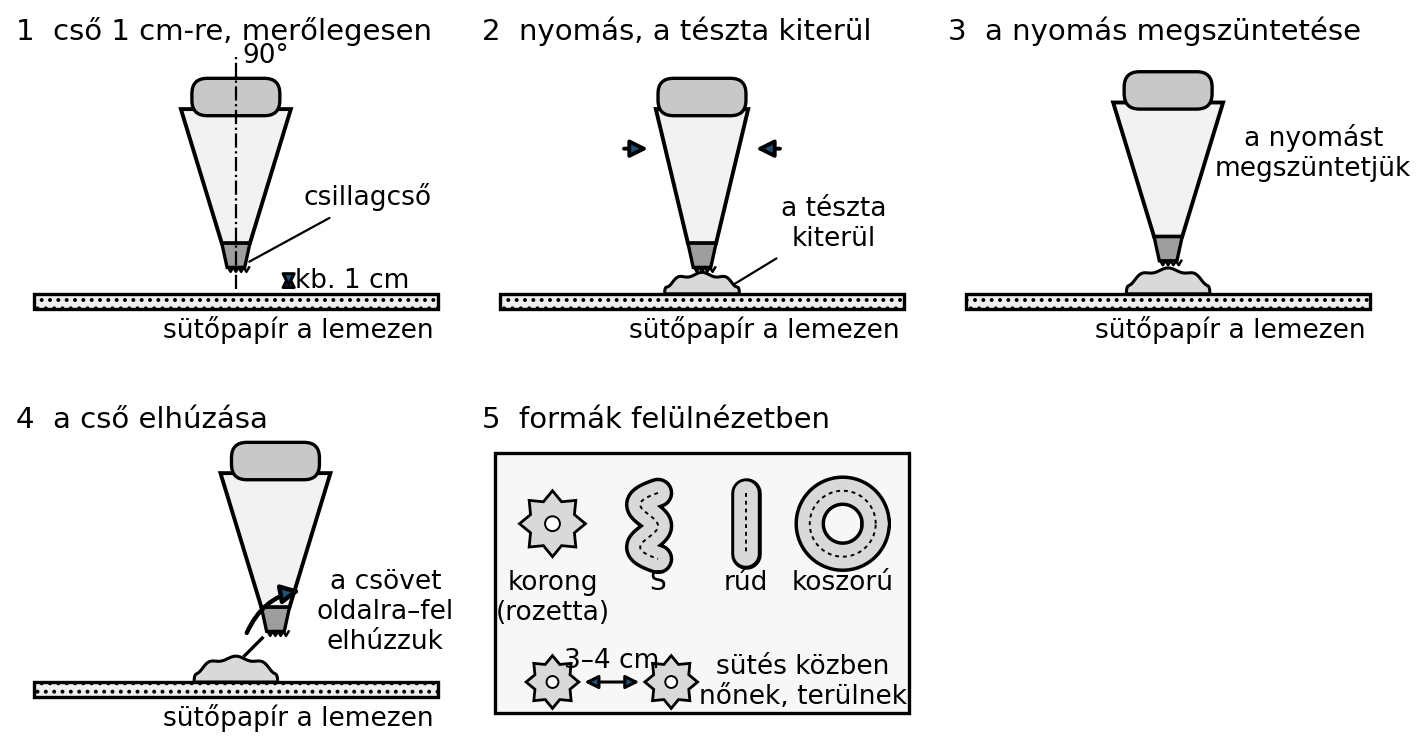 1 cső 1 cm-re, merőlegesen
90°
csillagcső
kb. 1 cm
sütőpapír a lemezen
2 nyomás, a tészta kiterül
a tészta
kiterül
sütőpapír a lemezen
3 a nyomás megszüntetése
a nyomást
megszüntetjük
sütőpapír a lemezen
4 a cső elhúzása
a csövet
oldalra–fel
elhúzzuk
sütőpapír a lemezen
5 formák felülnézetben
korong
(rozetta)
S
rúd
koszorú
3–4 cm
sütés közben
nőnek, terülnek